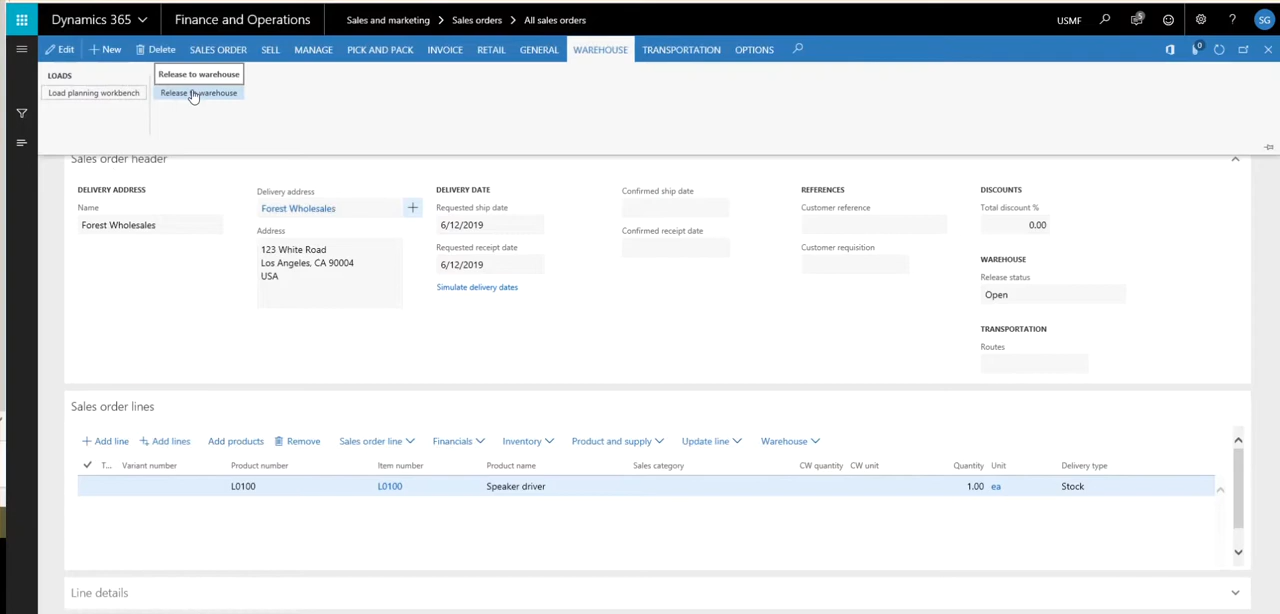 Dynamics 365 Finance and Operations Sales and marketing Sales orders All sales orders USMF 5 ? SG
Edit New Delete SALES ORDER SELL MANAGE PICK AND PACK INVOICE RETAIL GENERAL WAREHOUSE TRANSPORTATION OPTIONS 0
LOADS Release to warehouse
Load planning workbench Release to warehouse
Sales order header
DELIVERY ADDRESS Delivery address DELIVERY DATE Confirmed ship date REFERENCES DISCOUNTS
Name Forest Wholesales Requested ship date Customer reference Total discount %
Forest Wholesales Address 6/12/2019 Confirmed receipt date 0.00
123 White Road Requested receipt date Customer requisition WAREHOUSE
Los Angeles, CA 90004 6/12/2019 Release status
USA Simulate delivery dates Open
TRANSPORTATION
Routes
Sales order lines
Add line Add lines Add products Remove Sales order line Financials Inventory Product and supply Update line Warehouse
T... Variant number Product number Item number Product name Sales category CW quantity CW unit Quantity Unit Delivery type
L0100 L0100 Speaker driver 1.00 ea Stock
Line details